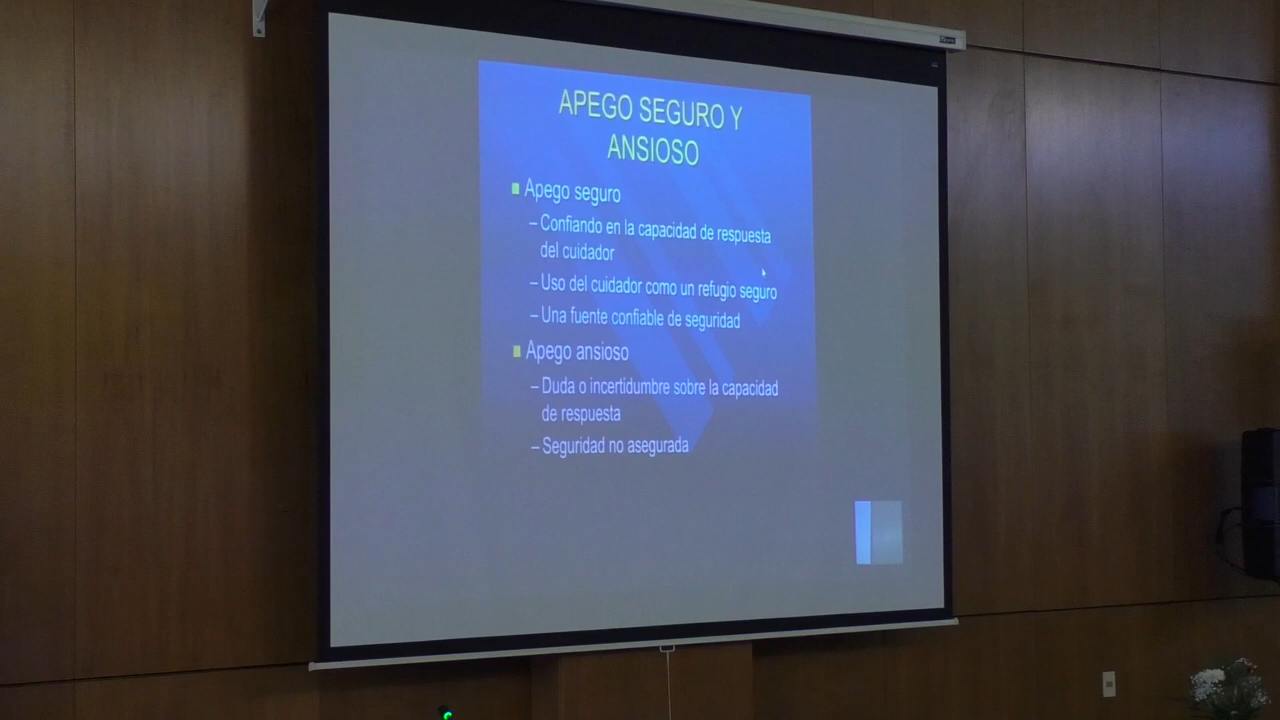 APEGO SEGURO Y
ANSIOSO
Apego seguro
– Confiando en la capacidad de respuesta
del cuidador
– Uso del cuidador como un refugio seguro
– Una fuente confiable de seguridad
Apego ansioso
– Duda o incertidumbre sobre la capacidad
de respuesta
– Seguridad no asegurada